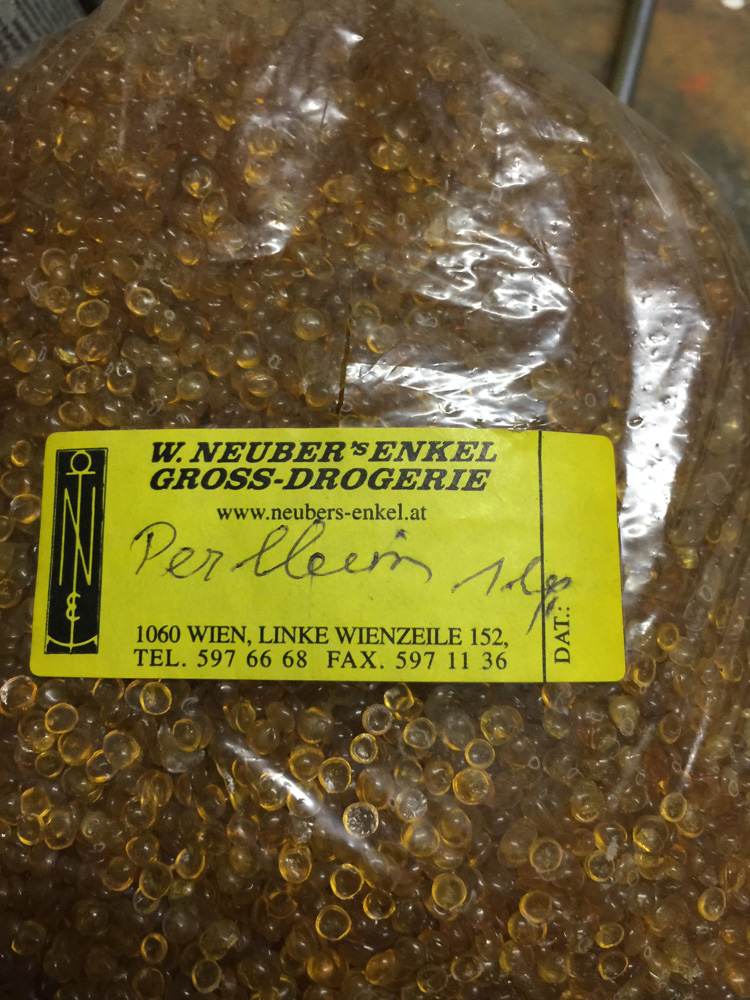 W. NEUBER'S ENKEL
GROSS-DROGERIE
www.neubers-enkel.at
Perlleim 1 kg
1060 WIEN, LINKE WIENZEILE 152,
TEL. 597 66 68 FAX. 597 11 36
DAT.:
NE